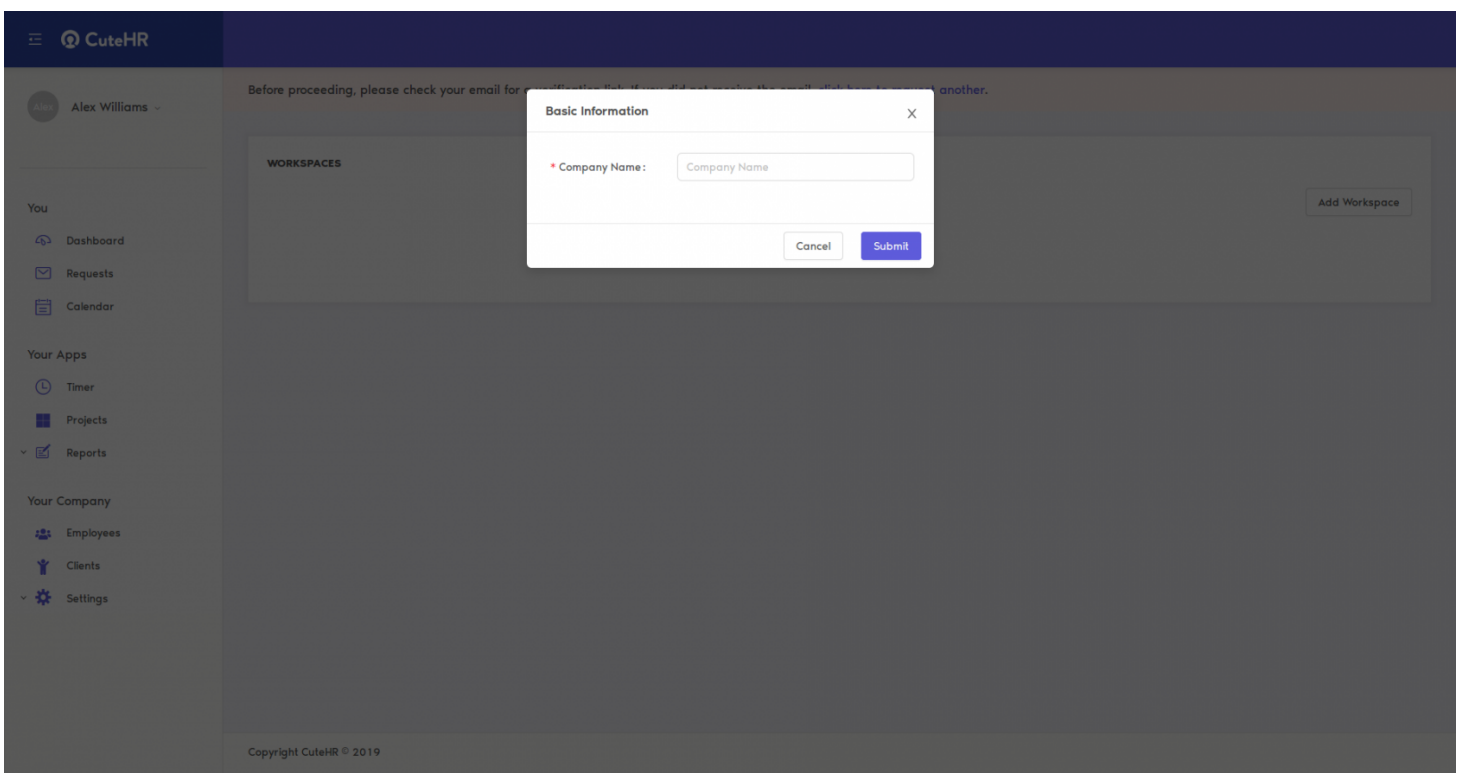 CuteHR
Alex
Alex Williams
Before proceeding, please check your email for another.
Basic Information
X
WORKSPACES
* Company Name:
Company Name
Add Workspace
Cancel
Submit
You
Dashboard
Requests
Calendar
Your Apps
Timer
Projects
Reports
Your Company
Employees
Clients
Settings
Copyright CuteHR © 2019